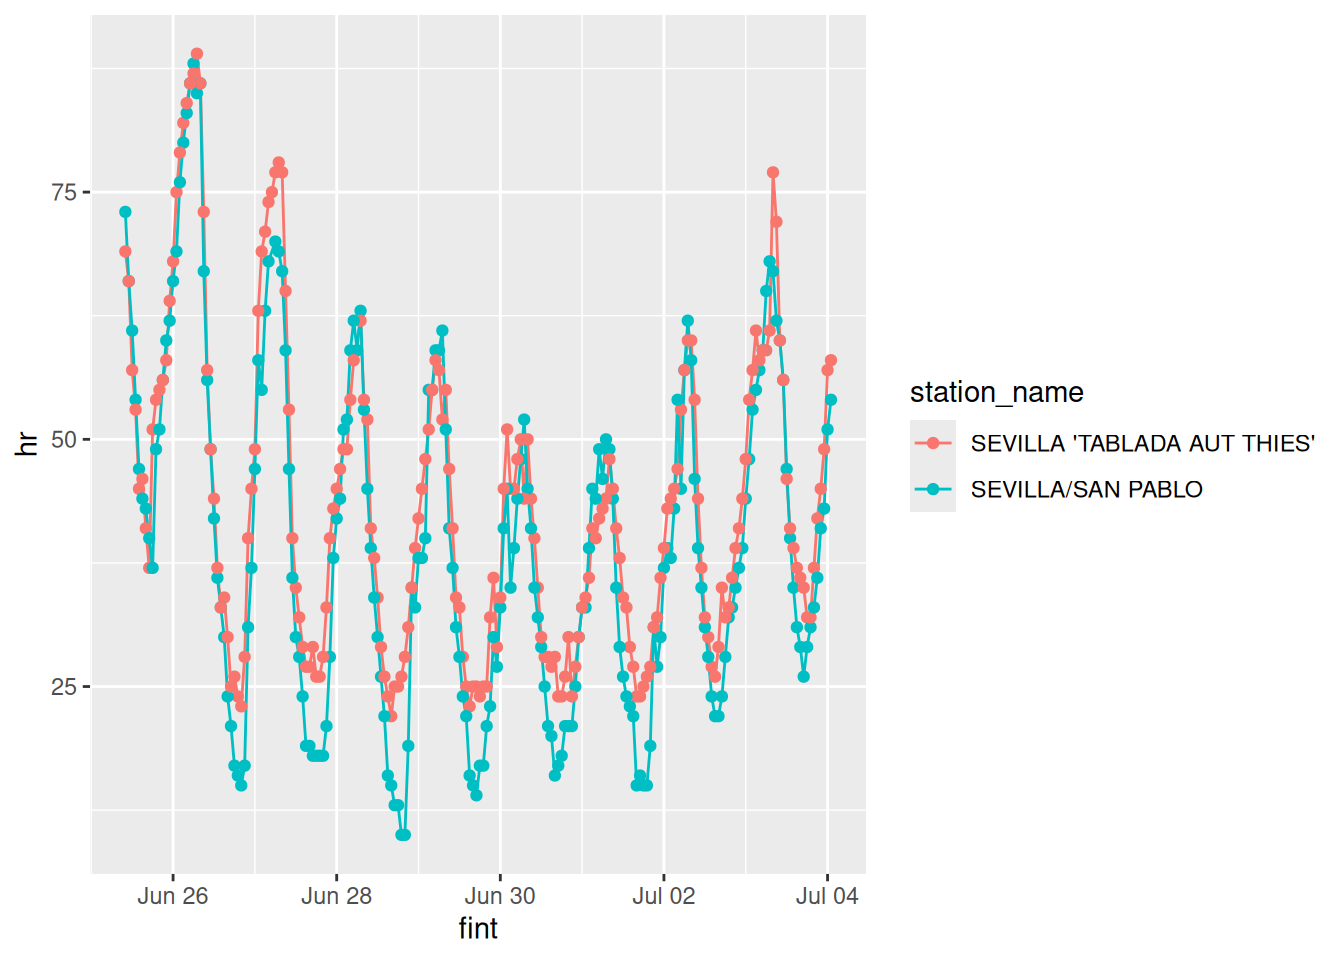 75
50
25
hr
Jun 26
Jun 28
Jun 30
Jul 02
Jul 04
fint
station_name
SEVILLA 'TABLADA AUT THIES'
SEVILLA/SAN PABLO